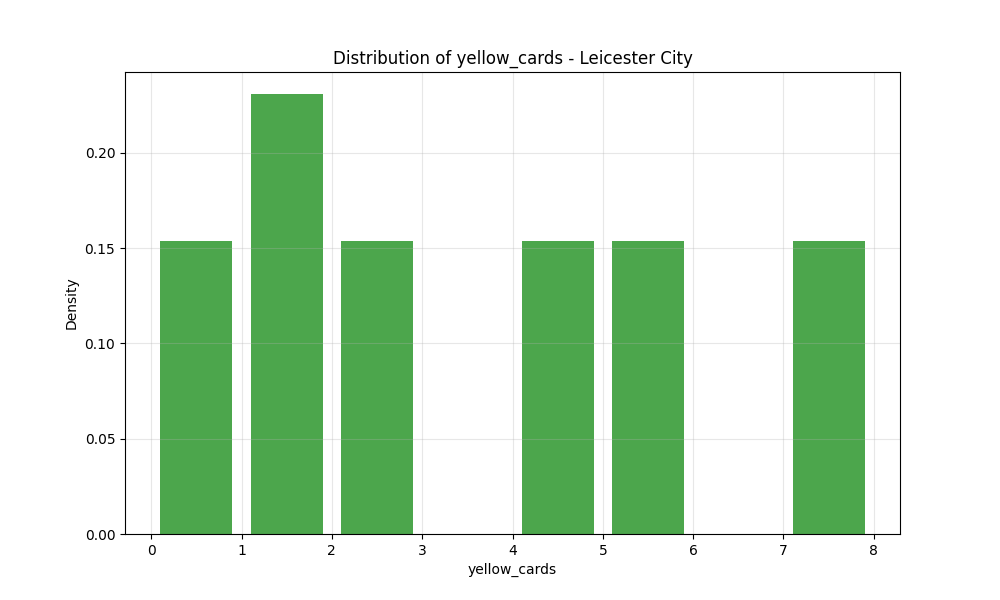 Distribution of yellow_cards - Leicester City
0.20
0.15
0.10
0.05
0.00
Density
0 1 2 3 4 5 6 7 8
yellow_cards